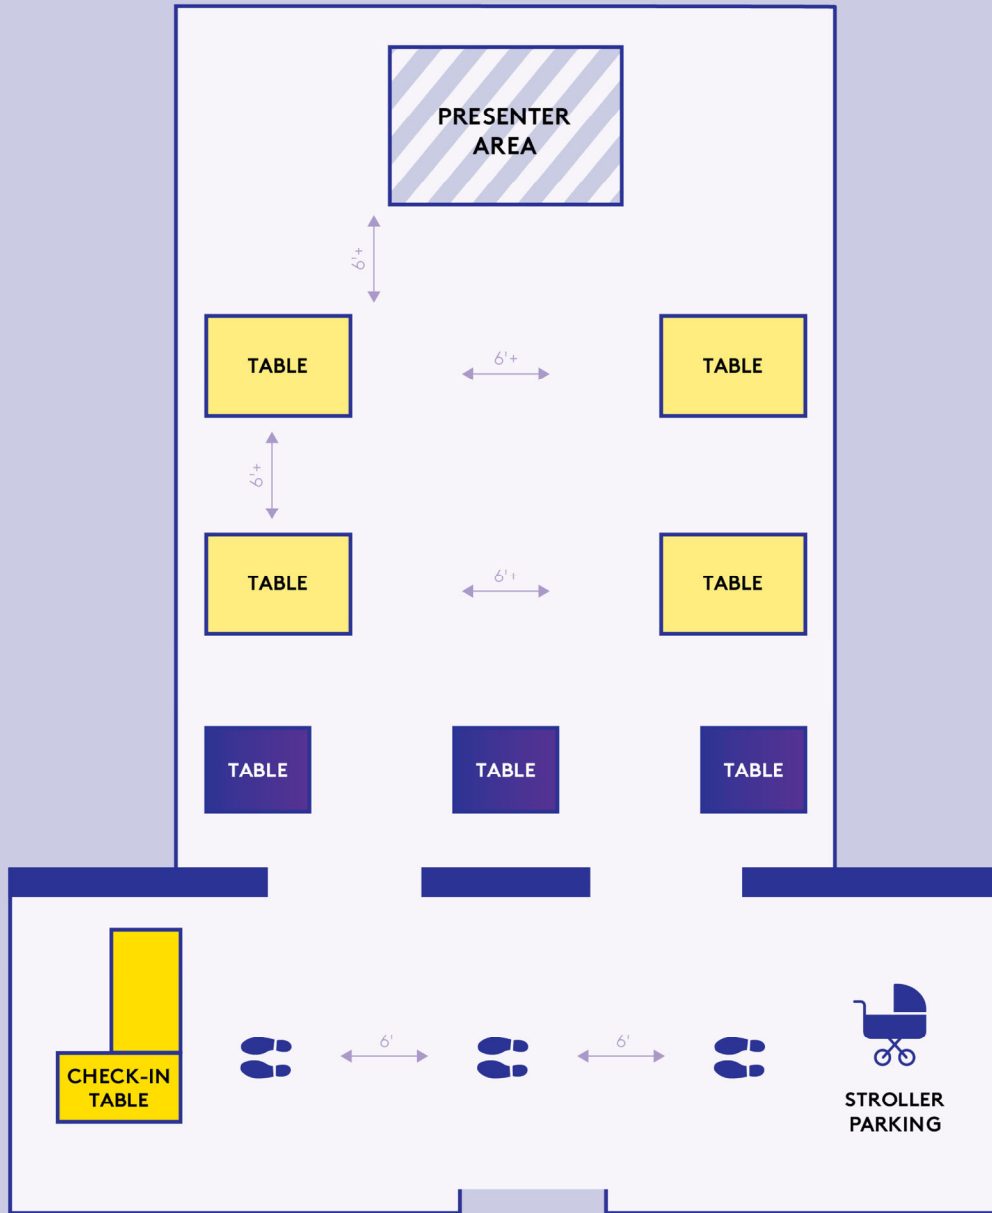 PRESENTER
AREA
6'+
TABLE
6'+
TABLE
6'+
TABLE
6'+
TABLE
TABLE
TABLE
TABLE
CHECK-IN
TABLE
6'
6'
STROLLER
PARKING